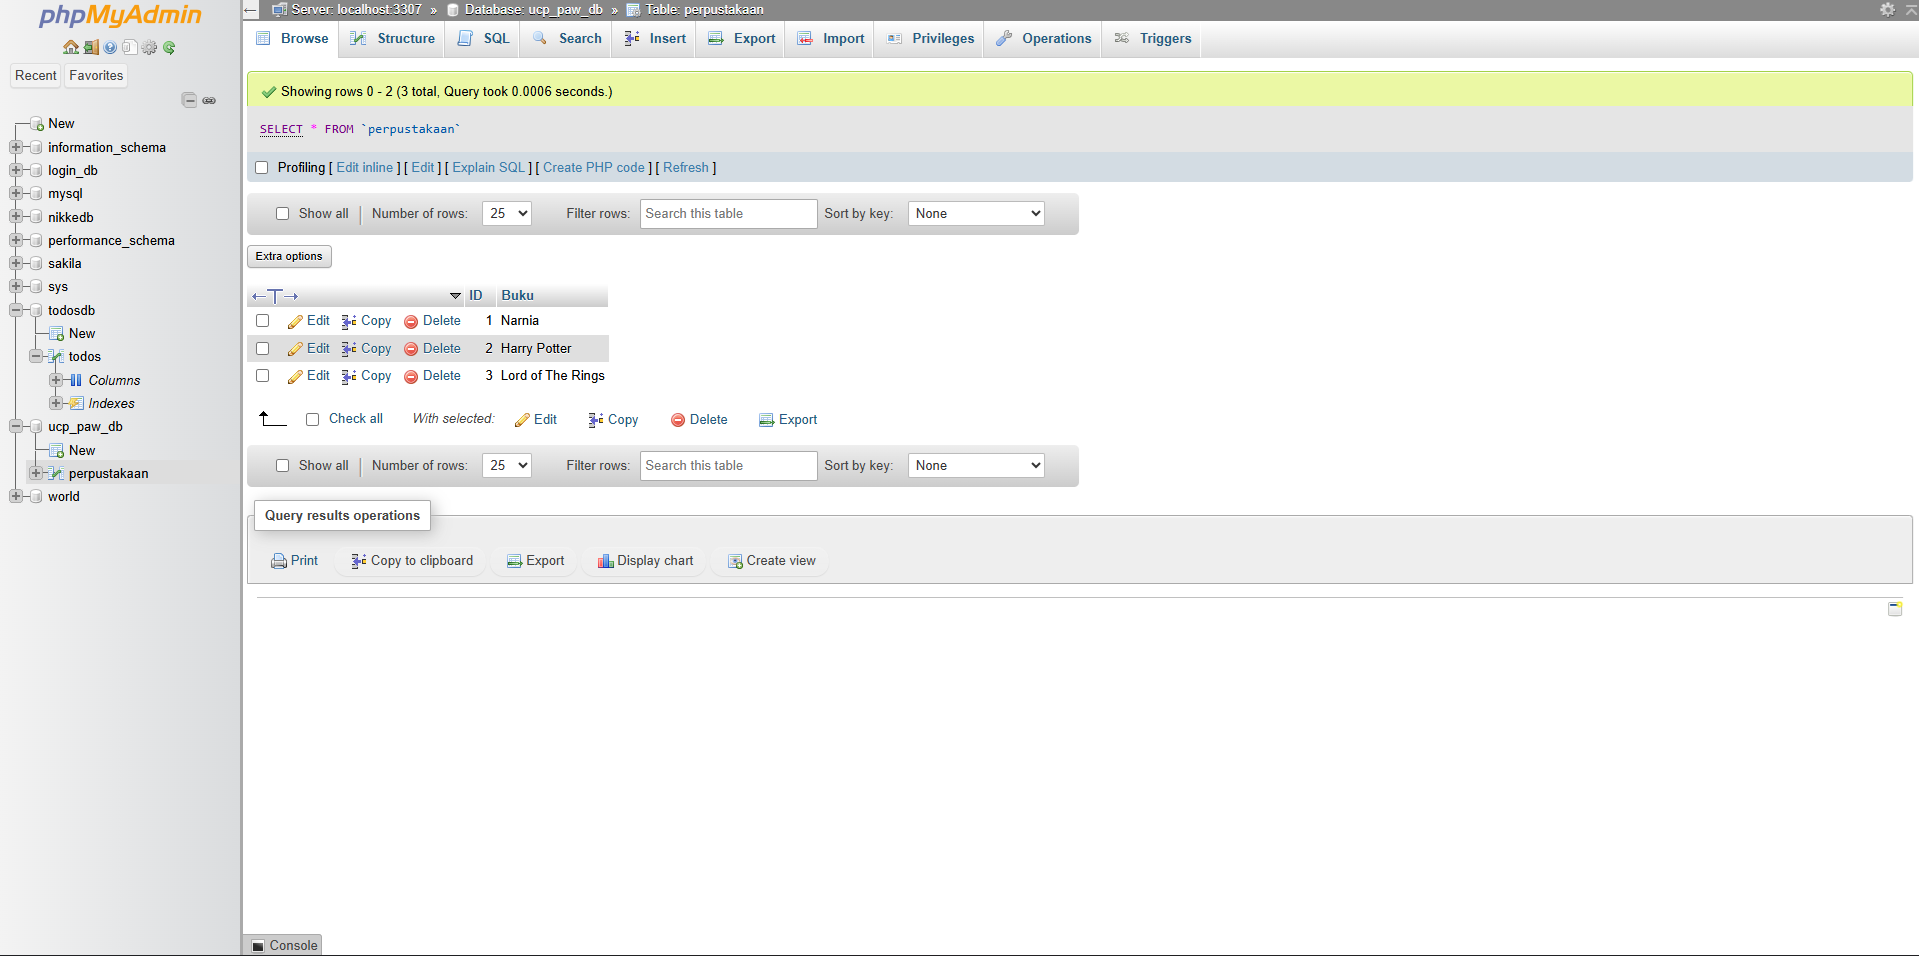 phpMyAdmin
Recent
Favorites
New
information_schema
login_db
mysql
nikkedb
performance_schema
sakila
sys
todosdb
New
todos
Columns
Indexes
ucp_paw_db
New
perpustakaan
world
Server: localhost:3307 » Database: ucp_paw_db » Table: perpustakaan
Browse Structure SQL Search Insert Export Import Privileges Operations Triggers
Showing rows 0 - 2 (3 total, Query took 0.0006 seconds.)
SELECT * FROM `perpustakaan`
Profiling [ Edit inline ] [ Edit ] [ Explain SQL ] [ Create PHP code ] [ Refresh ]
Show all Number of rows: 25 Filter rows: Search this table Sort by key: None
Extra options
ID Buku
Edit Copy Delete 1 Narnia
Edit Copy Delete 2 Harry Potter
Edit Copy Delete 3 Lord of The Rings
Check all With selected: Edit Copy Delete Export
Show all Number of rows: 25 Filter rows: Search this table Sort by key: None
Query results operations
Print Copy to clipboard Export Display chart Create view
Console